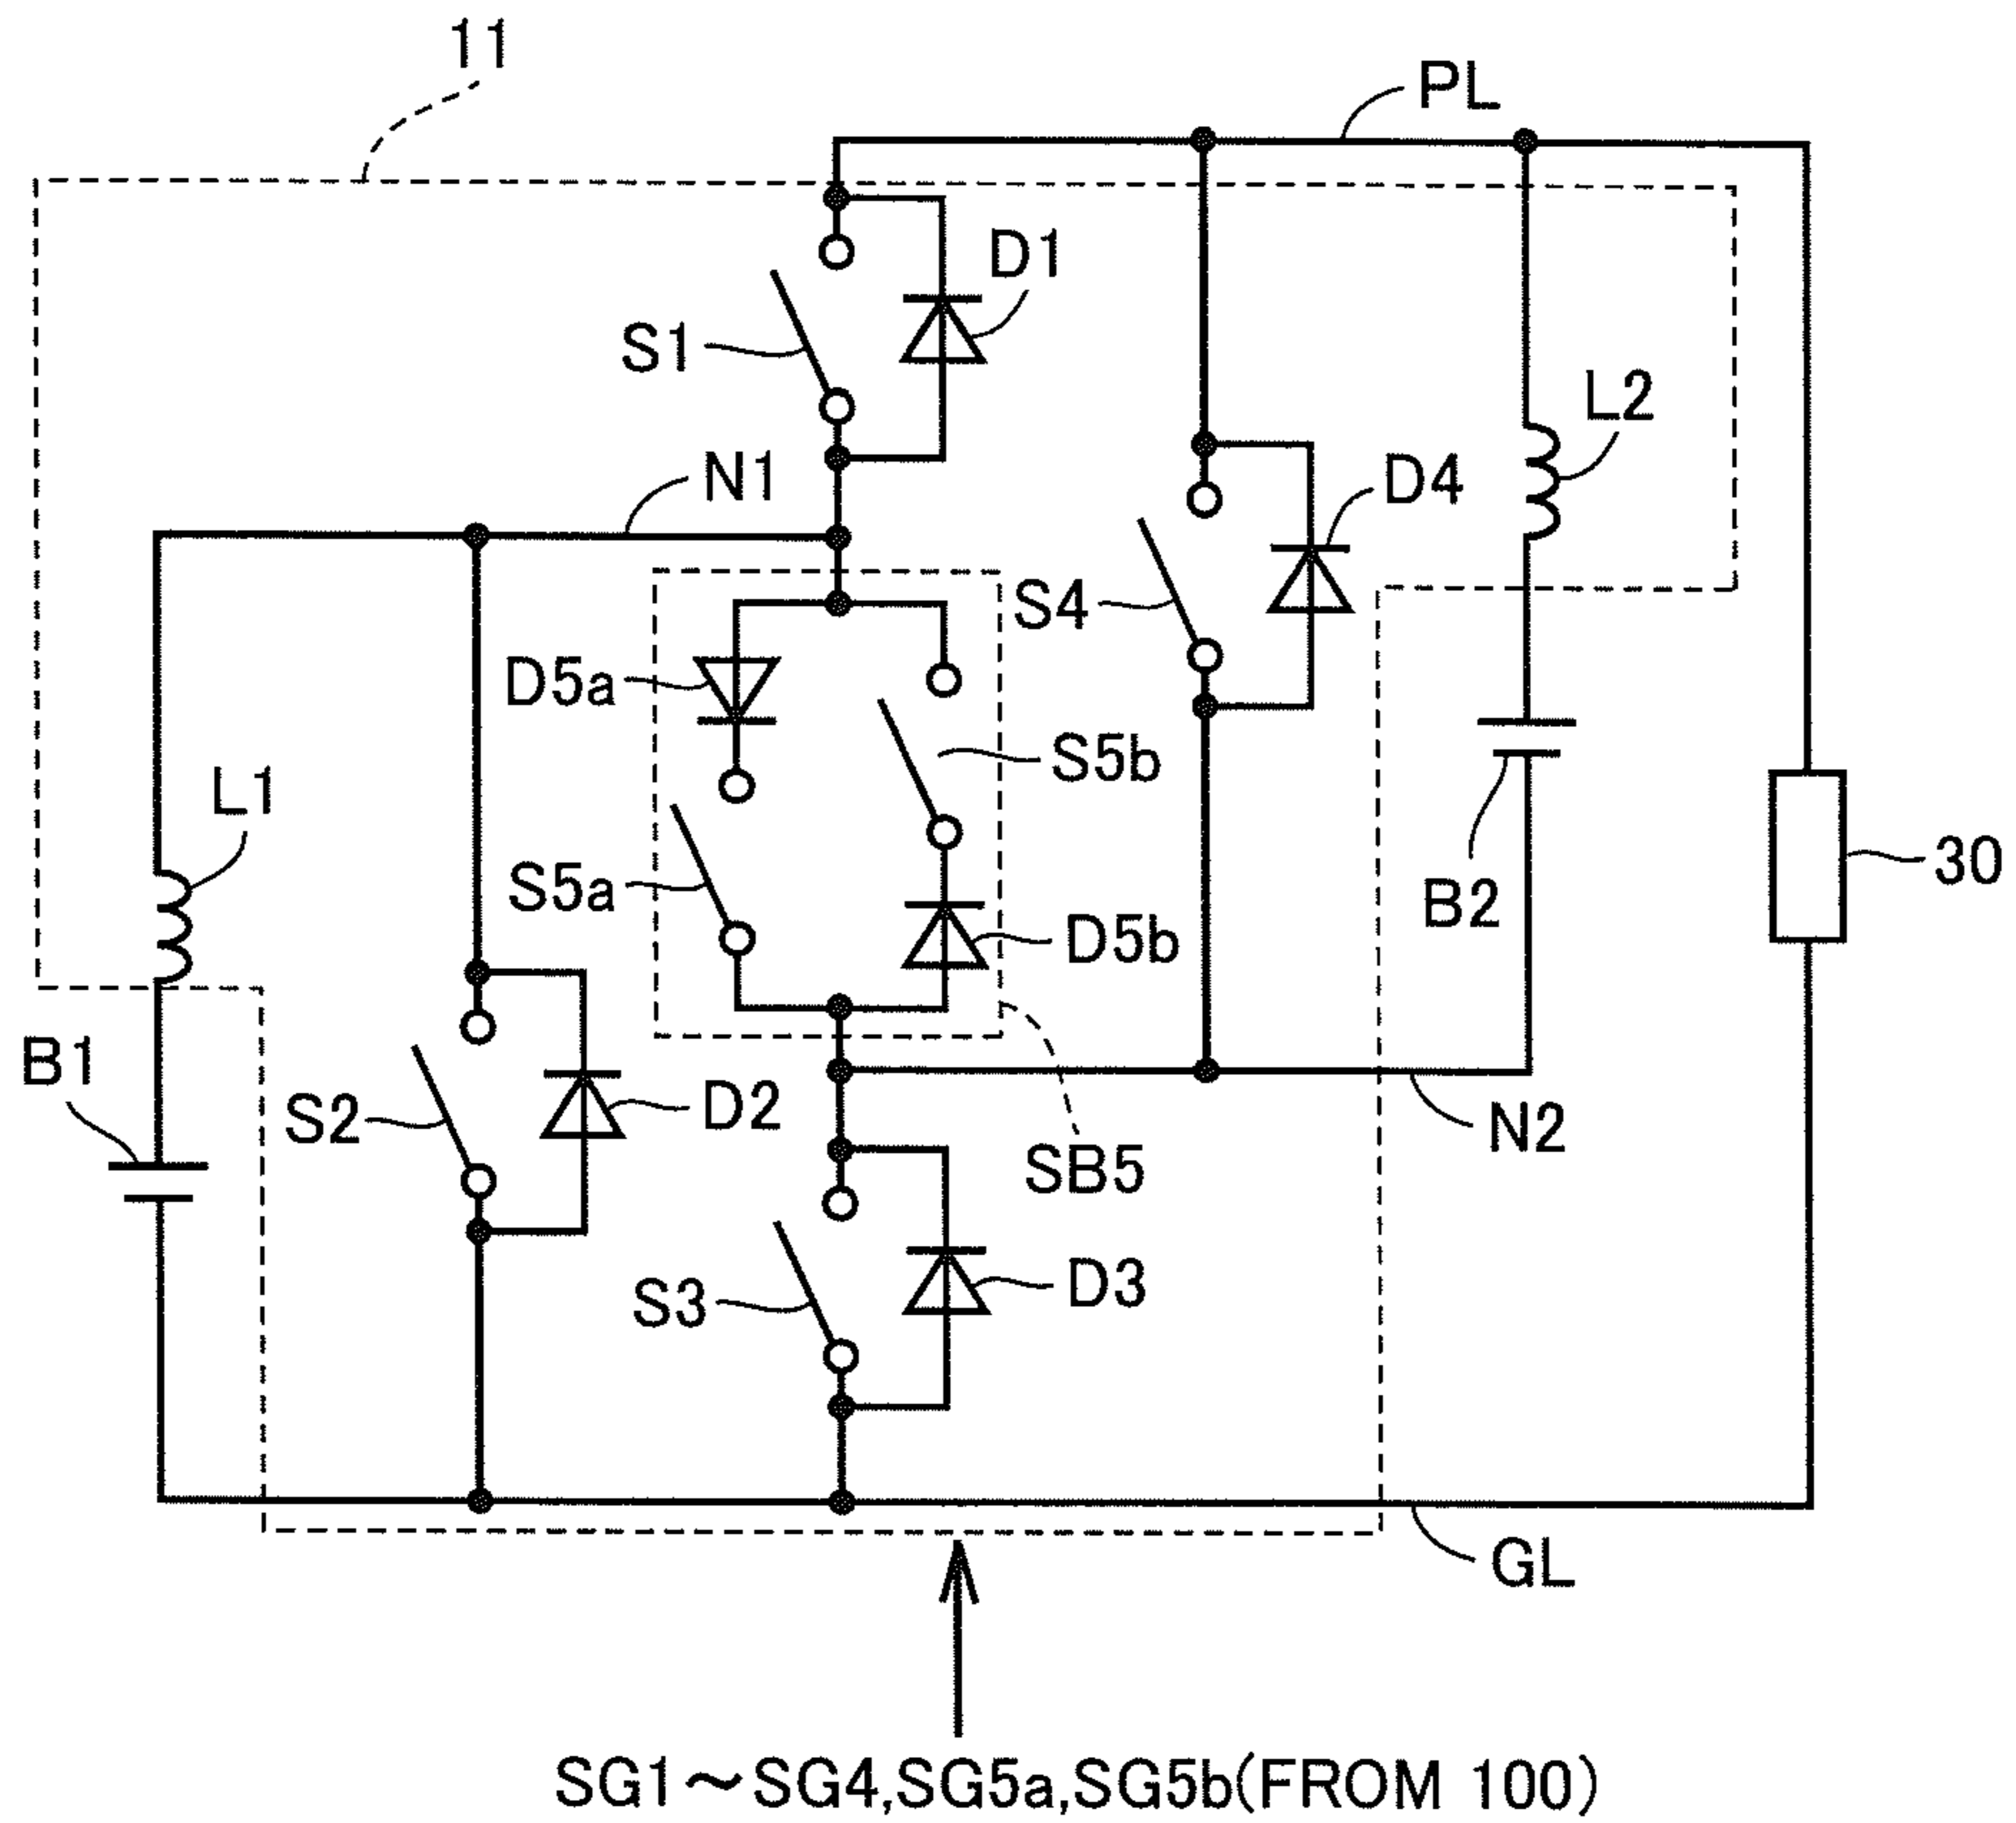 11
PL
D1
S1
L2
N1
D4
S4
D5a
S5b
L1
S5a
B2
30
D5b
B1
D2
S2
N2
SB5
S3
D3
GL
SG1～SG4,SG5a,SG5b(FROM 100)